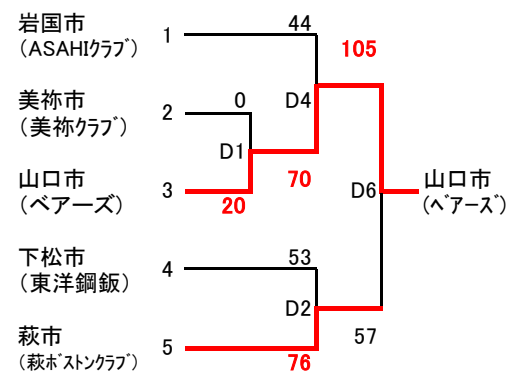 岩国市
（ASAHIｸﾗﾌﾞ）
1
44
105
美祢市
（美祢ｸﾗﾌﾞ）
2
0
D4
D1
山口市
（ベアーズ）
3
20
70
D6
山口市
（ﾍﾞｱｰｽﾞ）
下松市
（東洋鋼鈑）
4
53
D2
萩市
（萩ﾎﾞｽﾄﾝｸﾗﾌﾞ）
5
76
57